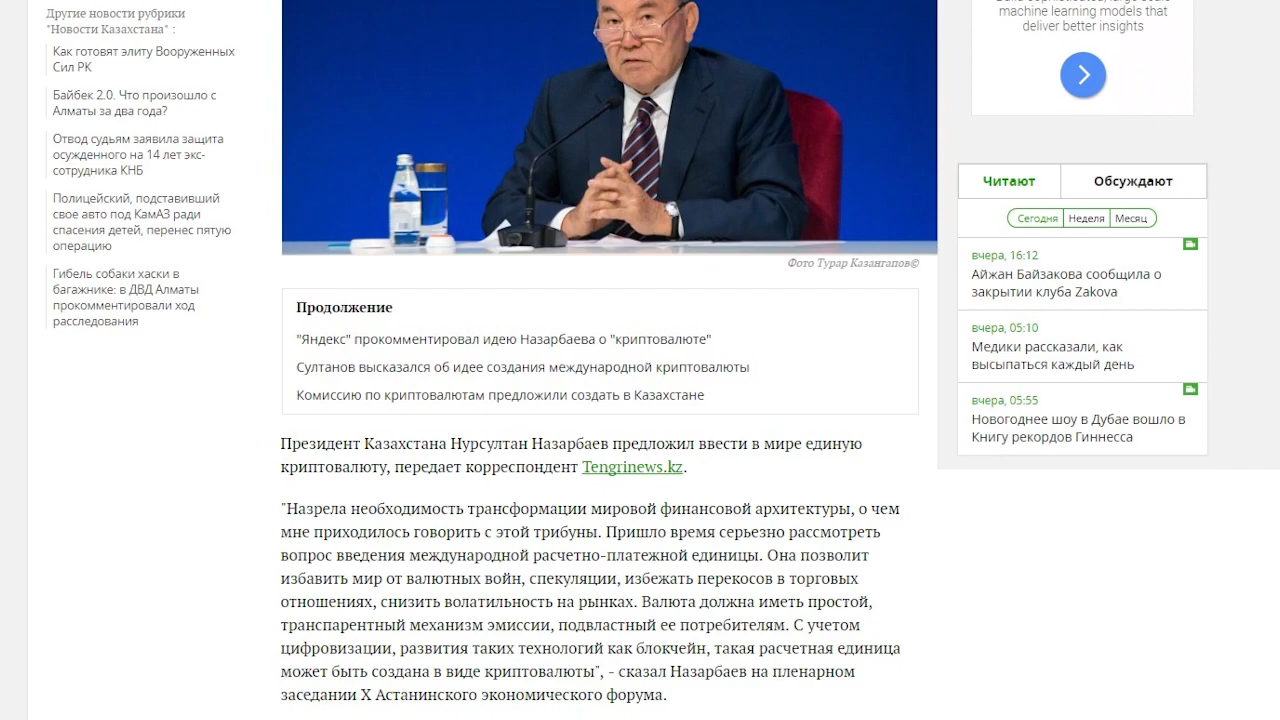 Другие новости рубрики
"Новости Казахстана" :
Как готовят элиту Вооруженных
Сил РК
Байбек 2.0. Что произошло с
Алматы за два года?
Отвод судьям заявила защита
осужденного на 14 лет экс-
сотрудника КНБ
Полицейский, подставивший
свое авто под КамАЗ ради
спасения детей, перенес пятую
операцию
Гибель собаки хаски в
багажнике: в ДВД Алматы
прокомментировали ход
расследования
Фото Турар Казангапов©
Продолжение
"Яндекс" прокомментировал идею Назарбаева о "криптовалюте"
Султанов высказался об идее создания международной криптовалюты
Комиссию по криптовалютам предложили создать в Казахстане
Президент Казахстана Нурсултан Назарбаев предложил ввести в мире единую
криптовалюту, передает корреспондент Tengrinews.kz.
"Назрела необходимость трансформации мировой финансовой архитектуры, о чем
мне приходилось говорить с этой трибуны. Пришло время серьезно рассмотреть
вопрос введения международной расчетно-платежной единицы. Она позволит
избавить мир от валютных войн, спекуляции, избежать перекосов в торговых
отношениях, снизить волатильность на рынках. Валюта должна иметь простой,
транспарентный механизм эмиссии, подвластный ее потребителям. С учетом
цифровизации, развития таких технологий как блокчейн, такая расчетная единица
может быть создана в виде криптовалюты", - сказал Назарбаев на пленарном
заседании X Астанинского экономического форума.
machine learning models that
deliver better insights
Читают
Обсуждают
Сегодня Неделя Месяц
вчера, 16:12
Айжан Байзакова сообщила о
закрытии клуба Zakova
вчера, 05:10
Медики рассказали, как
высыпаться каждый день
вчера, 05:55
Новогоднее шоу в Дубае вошло в
Книгу рекордов Гиннесса